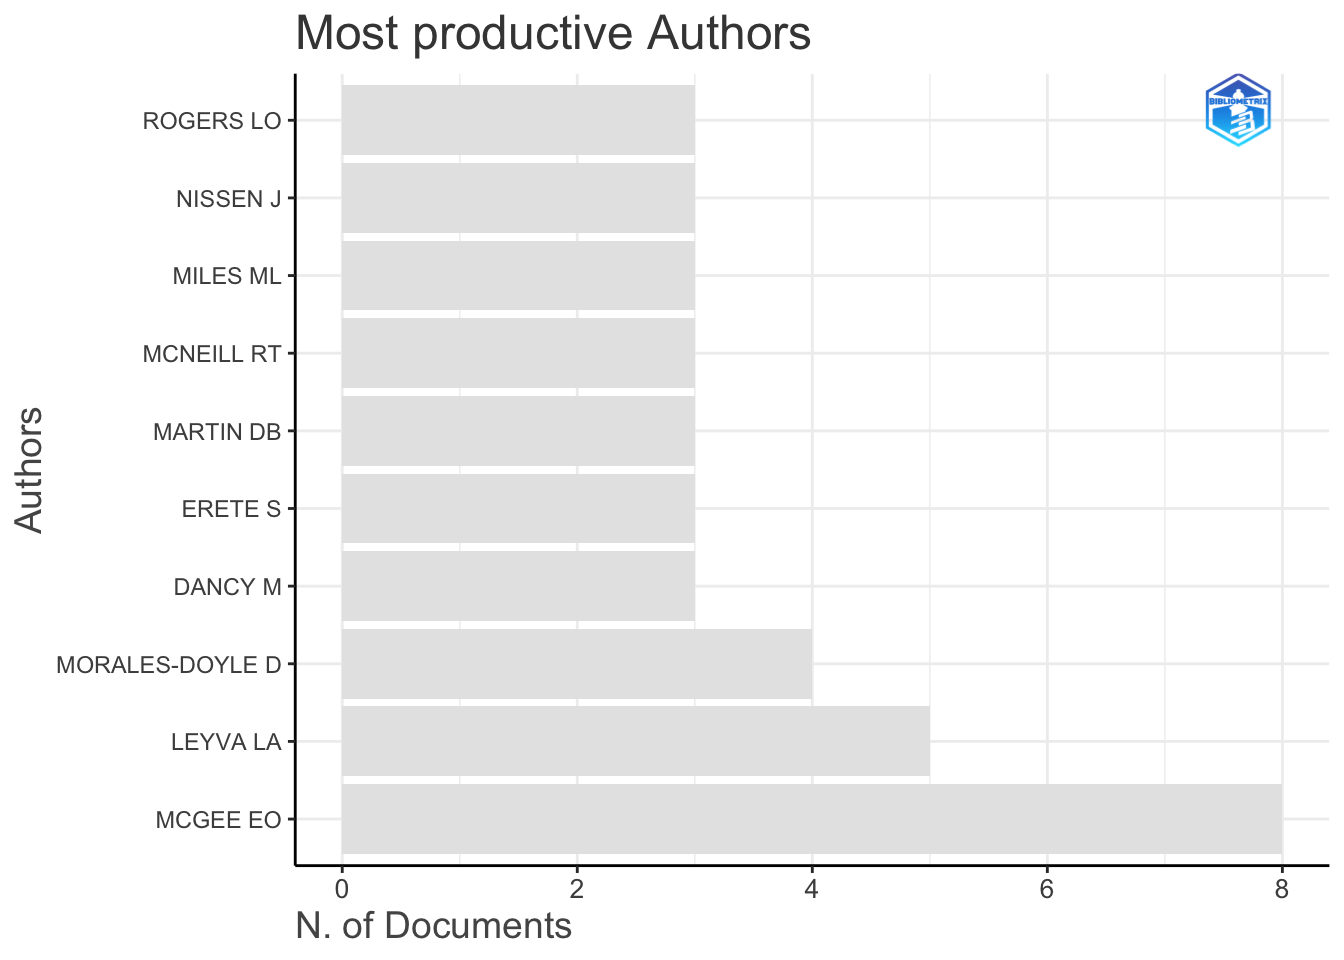 Most productive Authors
BIBLIOMETRIX
ROGERS LO
NISSEN J
MILES ML
MCNEILL RT
MARTIN DB
ERETE S
DANCY M
MORALES-DOYLE D
LEYVA LA
MCGEE EO
Authors
0 2 4 6 8
N. of Documents